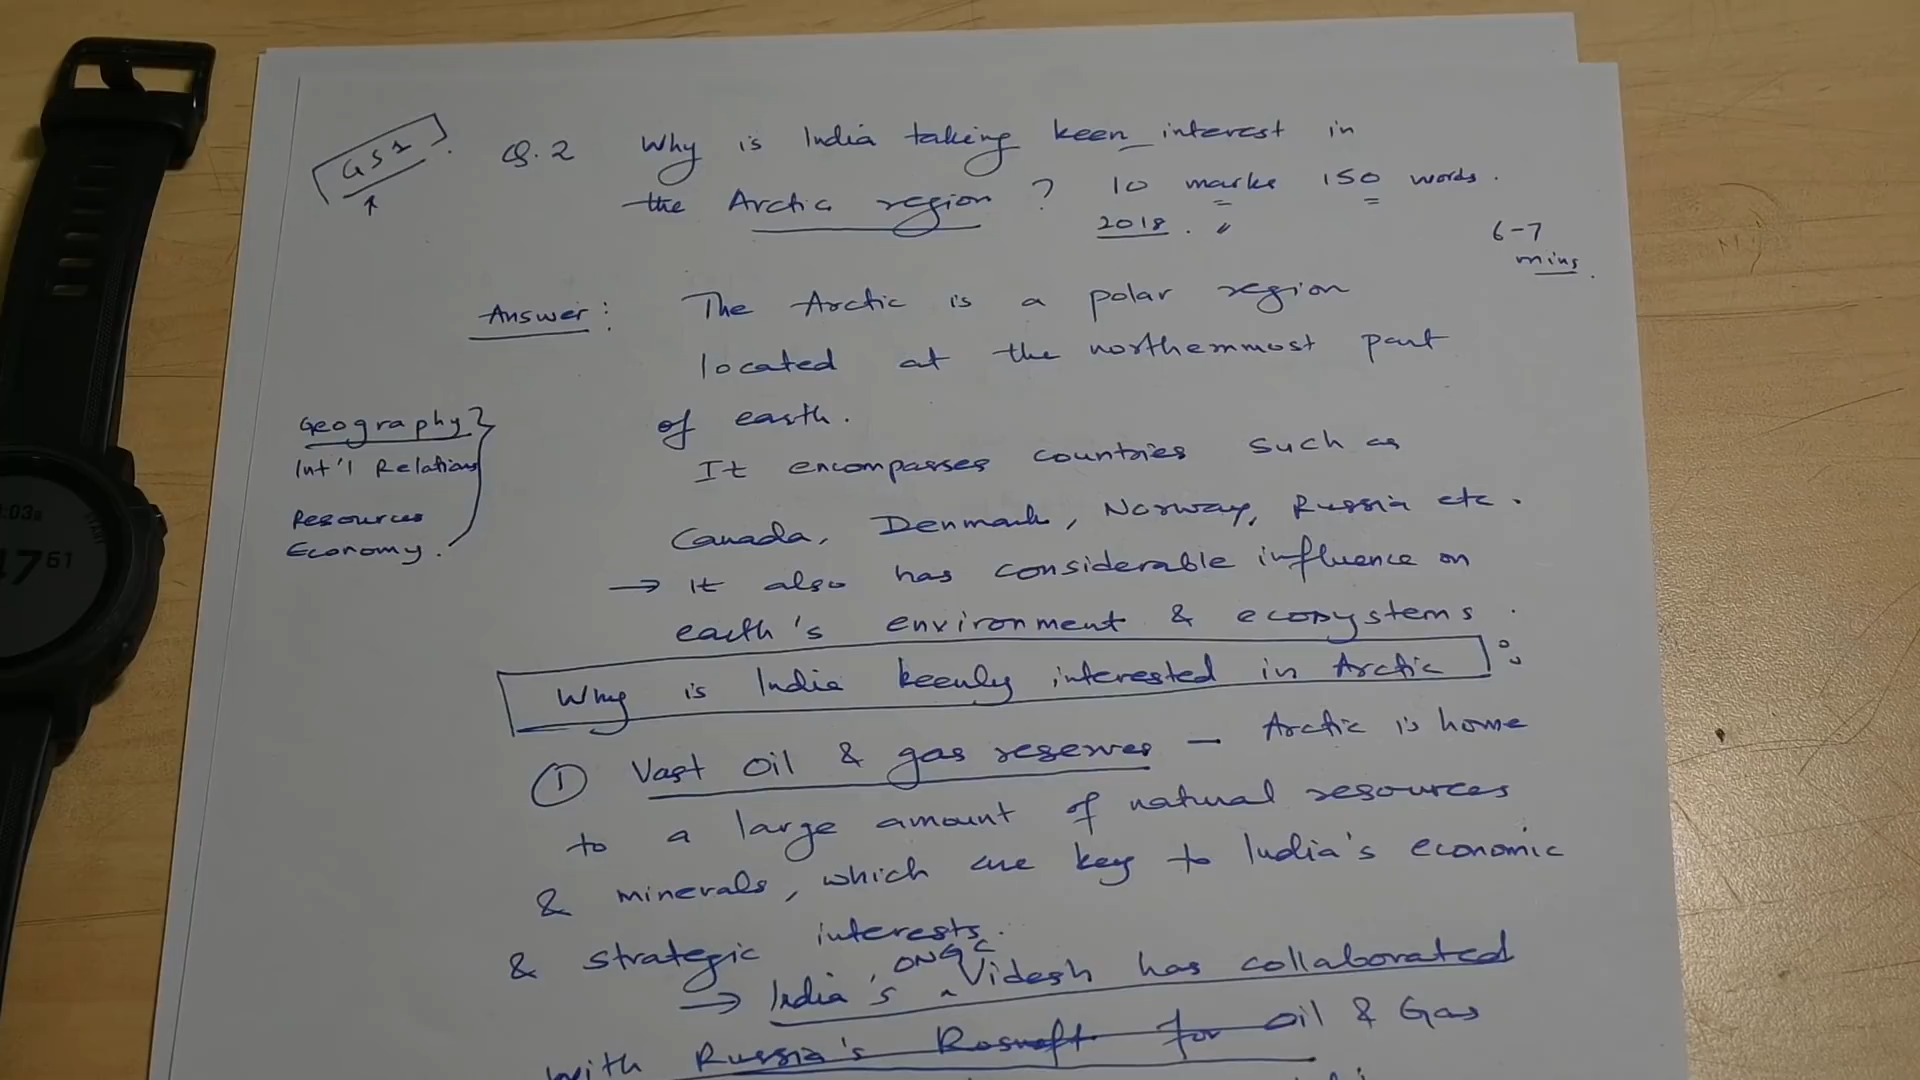 GS1
Q.2 Why is India taking keen interest in
the Arctic region ? 10 marks 150 words.
2018.
6-7
mins.
Answer: The Arctic is a polar region
located at the northernmost part
of earth.
Geography
Int'l Relations
Resources
Economy.
It encompasses countries such as
Canada, Denmark, Norway, Russia etc.
→ It also has considerable influence on
earth's environment & ecosystems.
Why is India keenly interested in Arctic :
① Vast oil & gas reserves - Arctic is home
to a large amount of natural resources
& minerals, which are key to India's economic
& strategic interests.
→ India's ONGC Videsh has collaborated
with Russia's Rosneft for oil & Gas
:03a
START
47 61